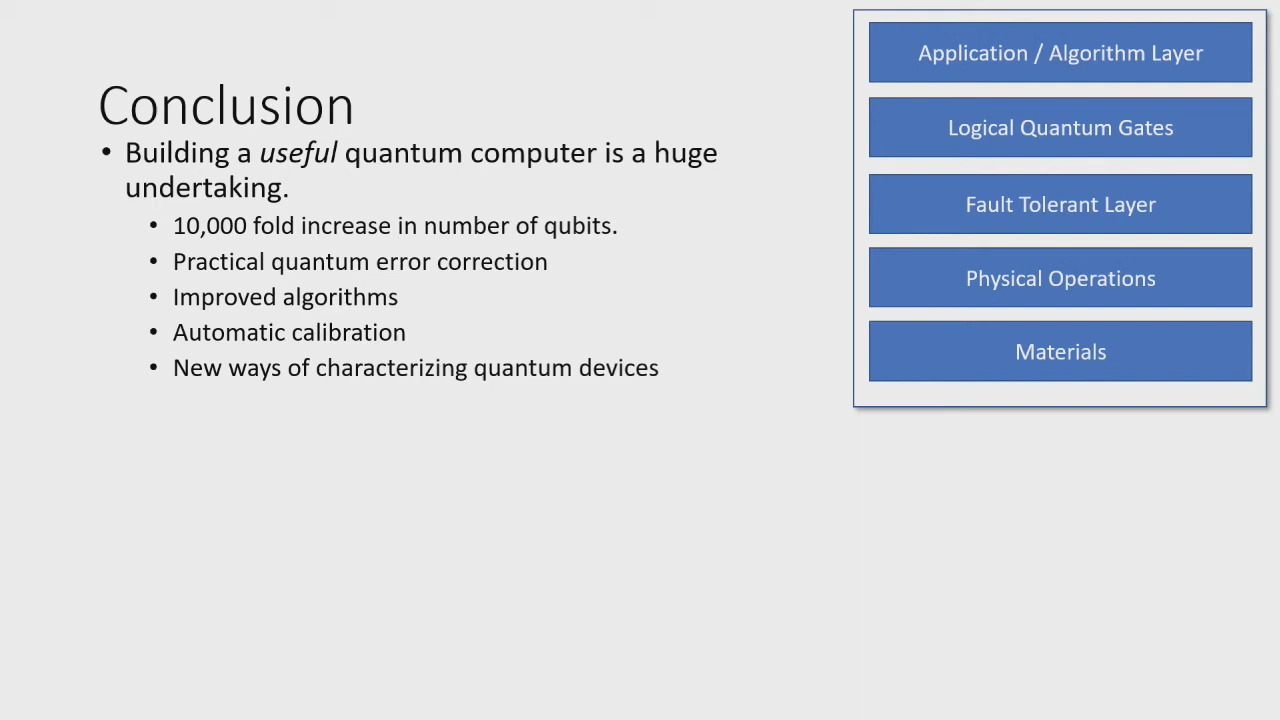 Conclusion
• Building a useful quantum computer is a huge
undertaking.
• 10,000 fold increase in number of qubits.
• Practical quantum error correction
• Improved algorithms
• Automatic calibration
• New ways of characterizing quantum devices
Application / Algorithm Layer
Logical Quantum Gates
Fault Tolerant Layer
Physical Operations
Materials